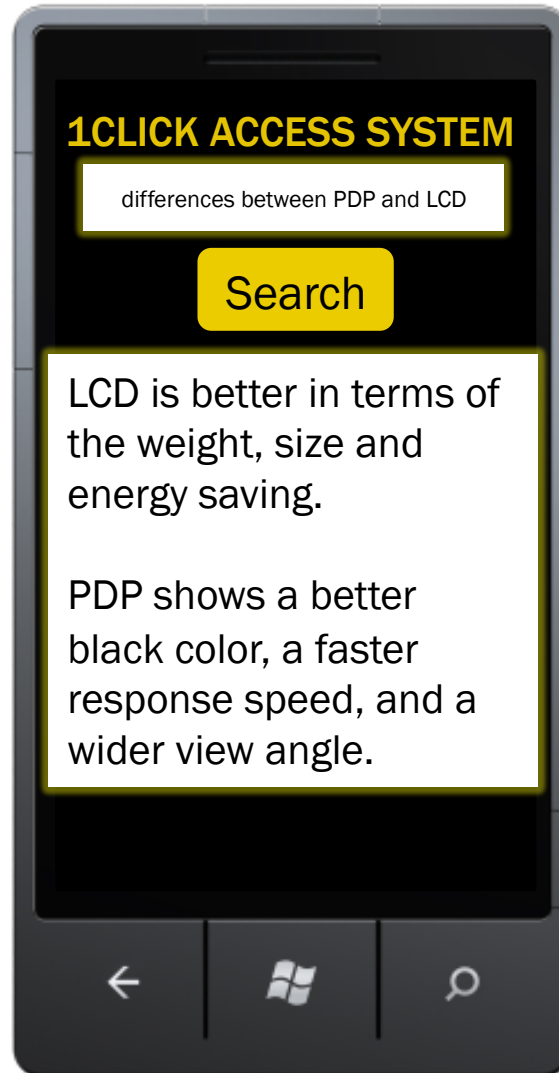 1CLICK ACCESS SYSTEM
differences between PDP and LCD
Search
LCD is better in terms of
the weight, size and
energy saving.
PDP shows a better
black color, a faster
response speed, and a
wider view angle.